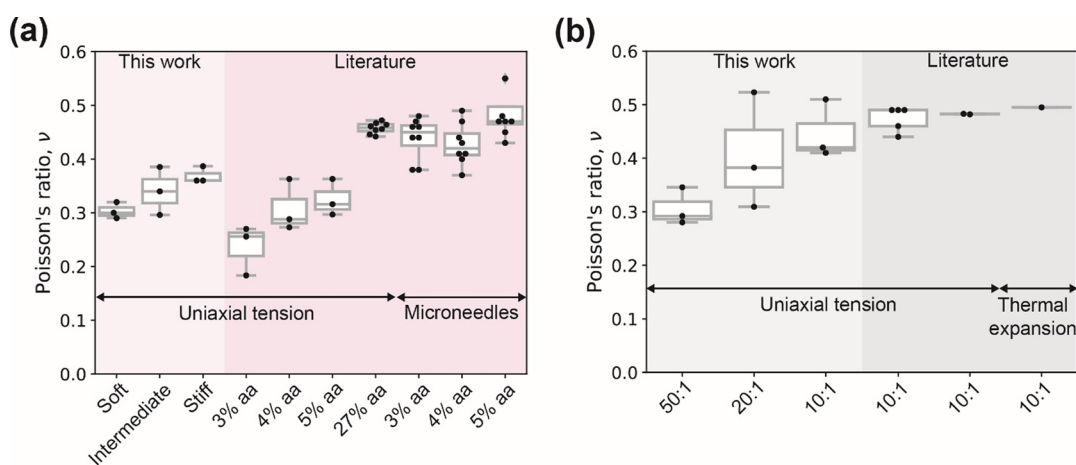 (a)
This work
Literature
Poisson's ratio, ν
0.6
0.5
0.4
0.3
0.2
0.1
0.0
Uniaxial tension
Microneedles
Soft
Intermediate
Stiff
3% aa
4% aa
5% aa
27% aa
3% aa
4% aa
5% aa
(b)
This work
Literature
Poisson's ratio, ν
0.6
0.5
0.4
0.3
0.2
0.1
0.0
Uniaxial tension
Thermal
expansion
50:1
20:1
10:1
10:1
10:1
10:1